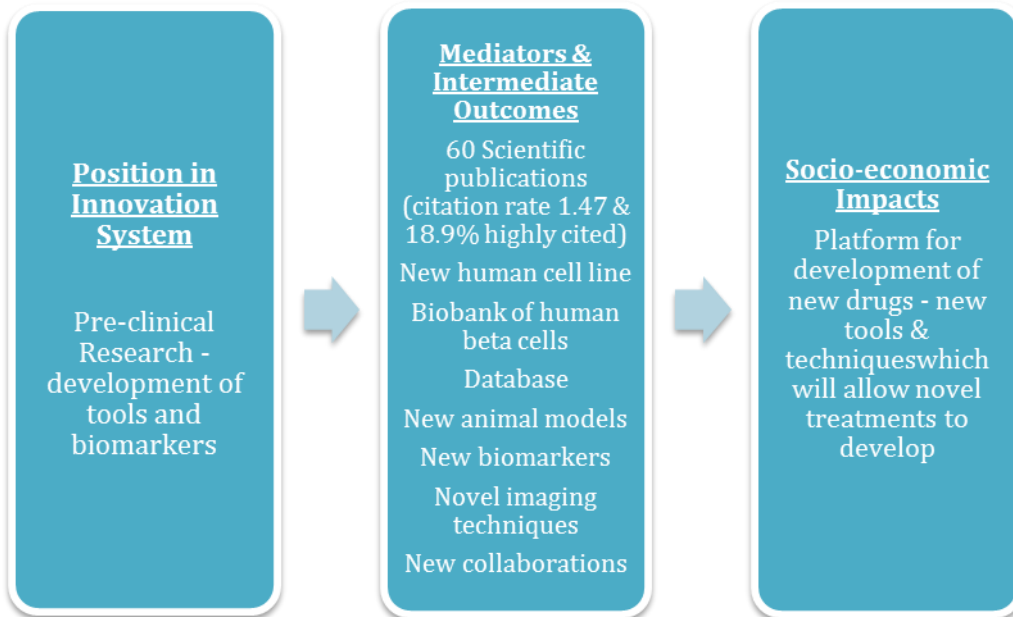 Position in
Innovation
System
Pre-clinical
Research -
development of
tools and
biomarkers
Mediators &
Intermediate
Outcomes
60 Scientific
publications
(citation rate 1.47 &
18.9% highly cited)
New human cell line
Biobank of human
beta cells
Database
New animal models
New biomarkers
Novel imaging
techniques
New collaborations
Socio-economic
Impacts
Platform for
development of
new drugs - new
tools &
techniqueswhich
will allow novel
treatments to
develop